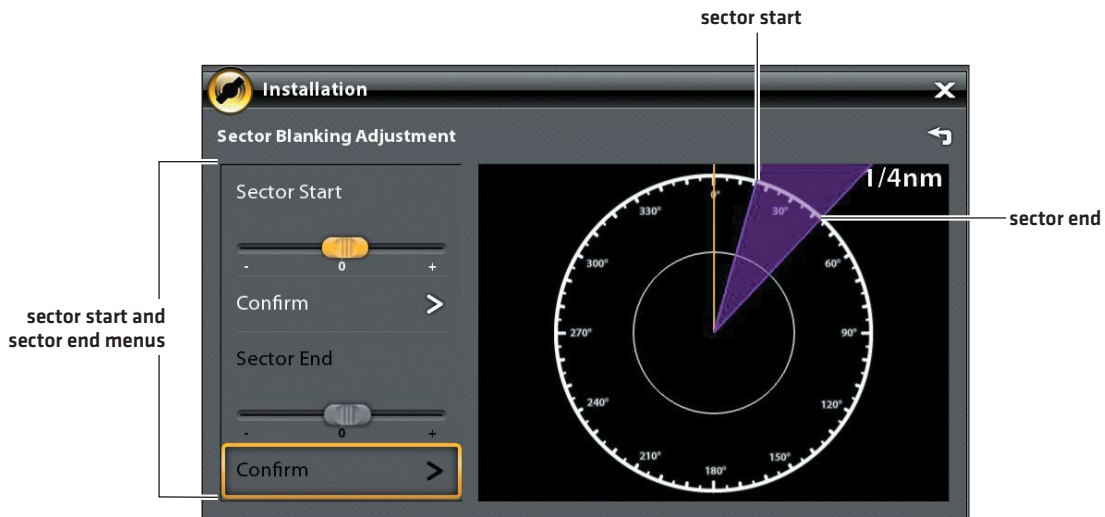 sector start
Installation
X
Sector Blanking Adjustment
Sector Start
- 0 +
Confirm >
Sector End
- 0 +
Confirm >
1/4nm
0°
30°
60°
90°
120°
150°
180°
210°
240°
270°
300°
330°
sector end
sector start and
sector end menus